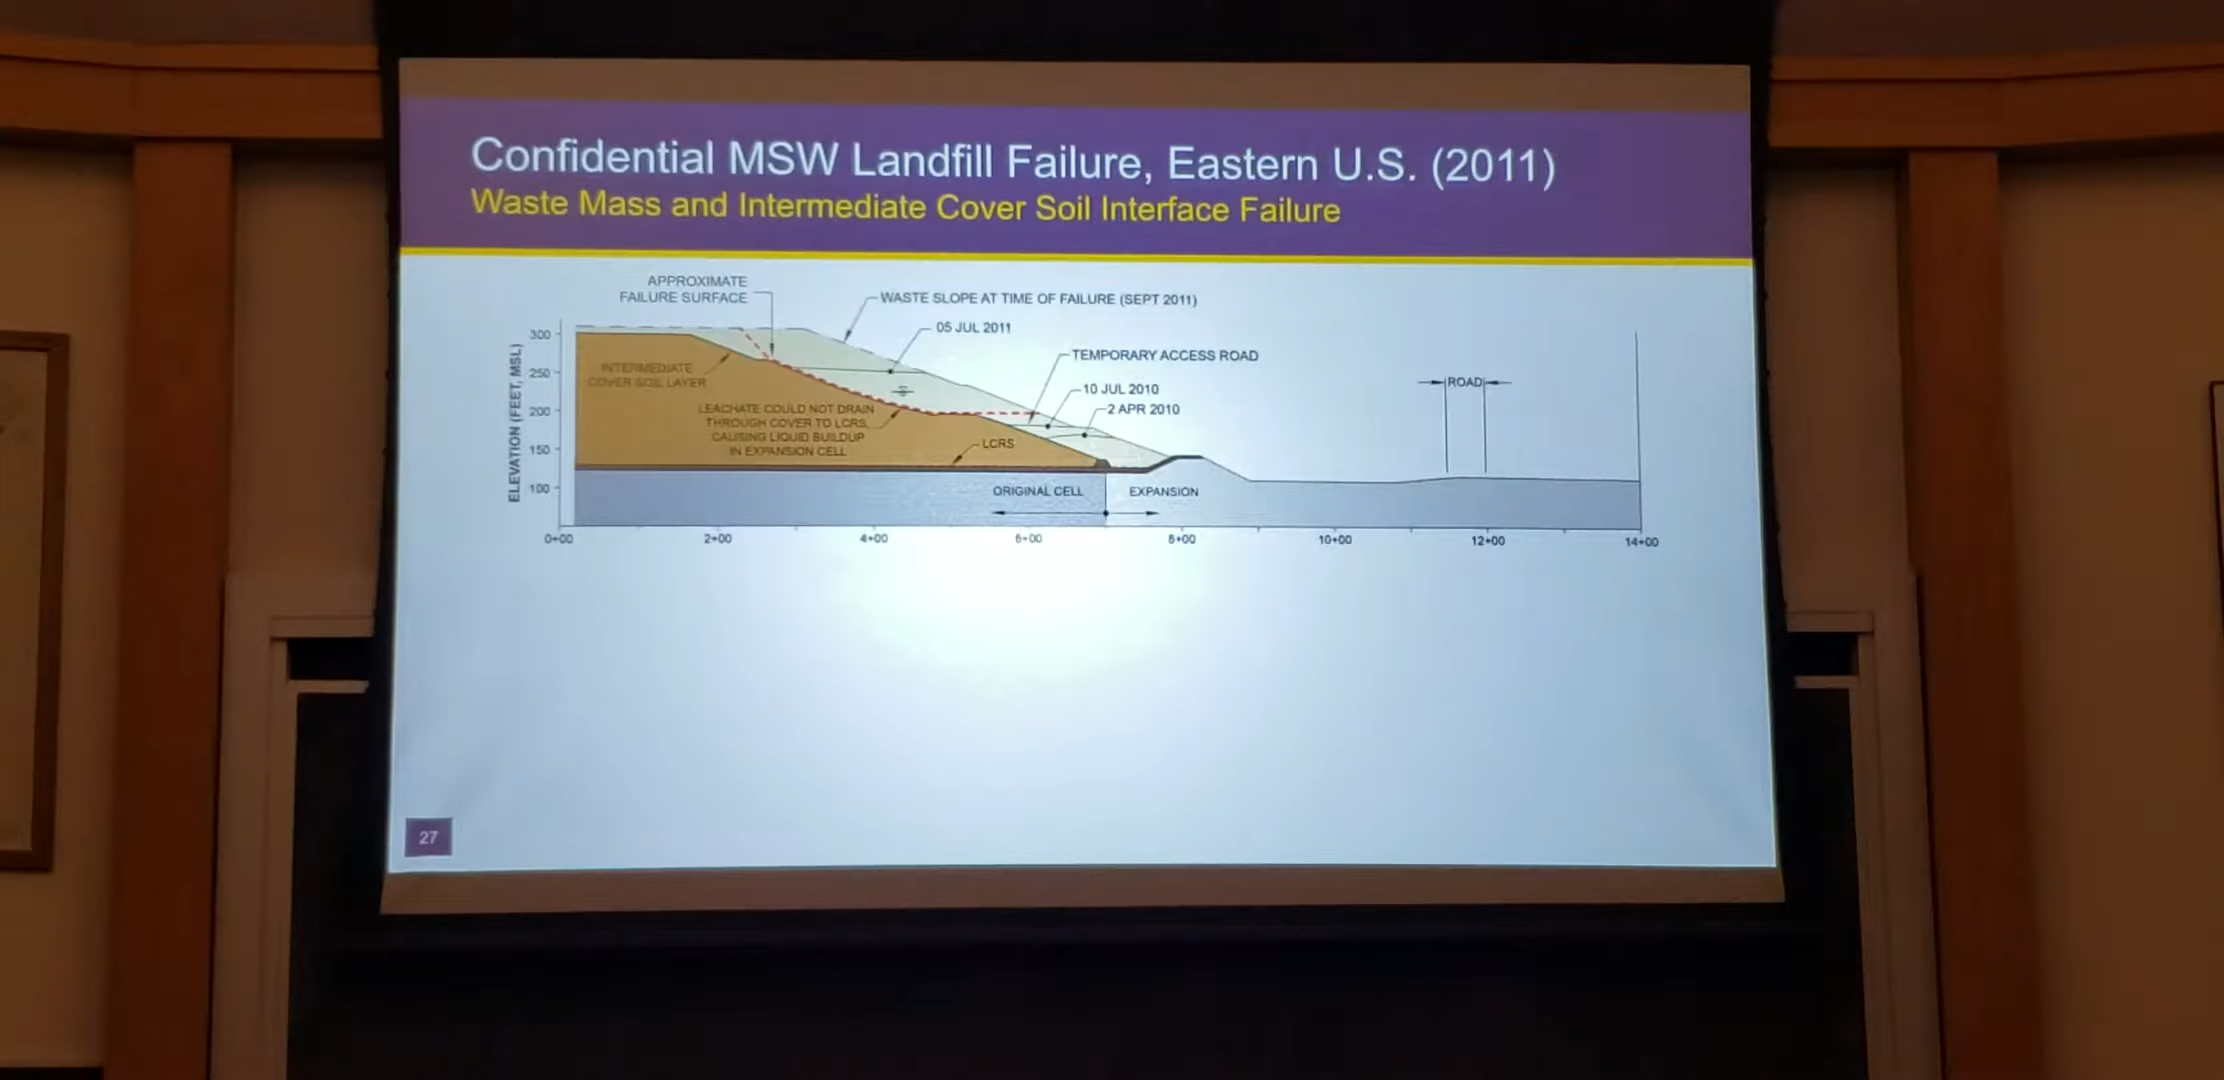 Confidential MSW Landfill Failure, Eastern U.S. (2011)
Waste Mass and Intermediate Cover Soil Interface Failure
APPROXIMATE
FAILURE SURFACE
WASTE SLOPE AT TIME OF FAILURE (SEPT 2011)
05 JUL 2011
TEMPORARY ACCESS ROAD
10 JUL 2010
2 APR 2010
ROAD
ELEVATION (FEET, MSL)
300
250
200
150
100
INTERMEDIATE
COVER SOIL LAYER
LEACHATE COULD NOT DRAIN
THROUGH COVER TO LCRS,
CAUSING LIQUID BUILDUP
IN EXPANSION CELL
LCRS
ORIGINAL CELL
EXPANSION
0+00
2+00
4+00
6+00
8+00
10+00
12+00
14+00
27